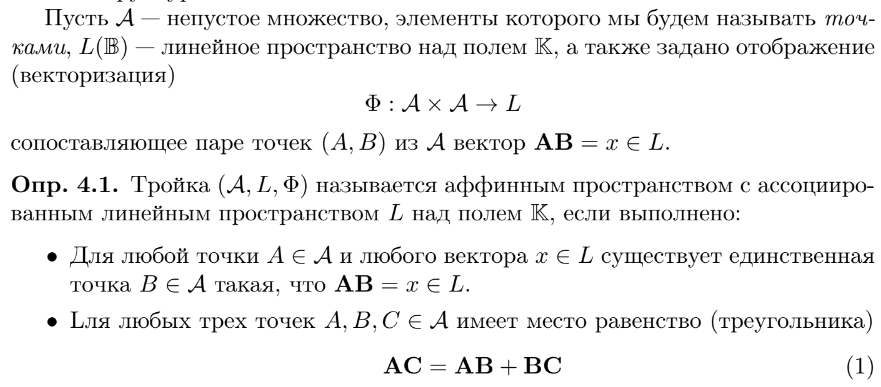 Пусть 𝒜 — непустое множество, элементы которого мы будем называть точ-
ками, L(𝔹) — линейное пространство над полем 𝕂, а также задано отображение
(векторизация)
Φ : 𝒜 × 𝒜 → L
сопоставляющее паре точек (A, B) из 𝒜 вектор AB = x ∈ L.
Опр. 4.1. Тройка (𝒜, L, Φ) называется аффинным пространством с ассоцииро-
ванным линейным пространством L над полем 𝕂, если выполнено:
• Для любой точки A ∈ 𝒜 и любого вектора x ∈ L существует единственная
точка B ∈ 𝒜 такая, что AB = x ∈ L.
• Lля любых трех точек A, B, C ∈ 𝒜 имеет место равенство (треугольника)
AC = AB + BC (1)